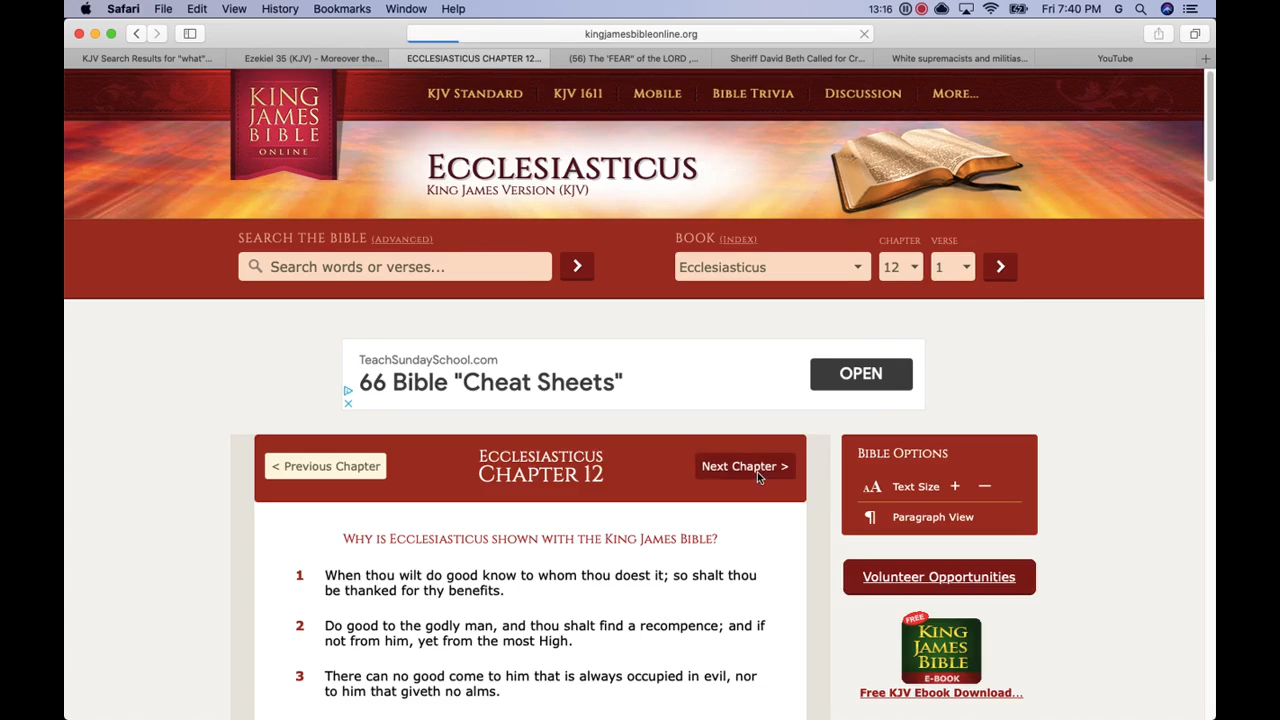 Safari File Edit View History Bookmarks Window Help 13:16 Fri 7:40 PM G
kingjamesbibleonline.org
KJV Search Results for "what"... Ezekiel 35 (KJV) - Moreover the... ECCLESIASTICUS CHAPTER 12... (56) The 'FEAR" of the LORD ,... Sheriff David Beth Called for Cr... White supremacists and militias... YouTube +
KING JAMES BIBLE ONLINE
KJV STANDARD KJV 1611 MOBILE BIBLE TRIVIA DISCUSSION MORE...
ECCLESIASTICUS
KING JAMES VERSION (KJV)
SEARCH THE BIBLE (ADVANCED) BOOK (INDEX) CHAPTER VERSE
Search words or verses... Ecclesiasticus 12 1
TeachSundaySchool.com
66 Bible "Cheat Sheets" OPEN
< Previous Chapter ECCLESIASTICUS CHAPTER 12 Next Chapter >
BIBLE OPTIONS
AA Text Size + —
¶ Paragraph View
WHY IS ECCLESIASTICUS SHOWN WITH THE KING JAMES BIBLE?
1 When thou wilt do good know to whom thou doest it; so shalt thou
be thanked for thy benefits.
2 Do good to the godly man, and thou shalt find a recompence; and if
not from him, yet from the most High.
3 There can no good come to him that is always occupied in evil, nor
to him that giveth no alms.
Volunteer Opportunities
FREE
KING JAMES BIBLE
E-BOOK
Free KJV Ebook Download...